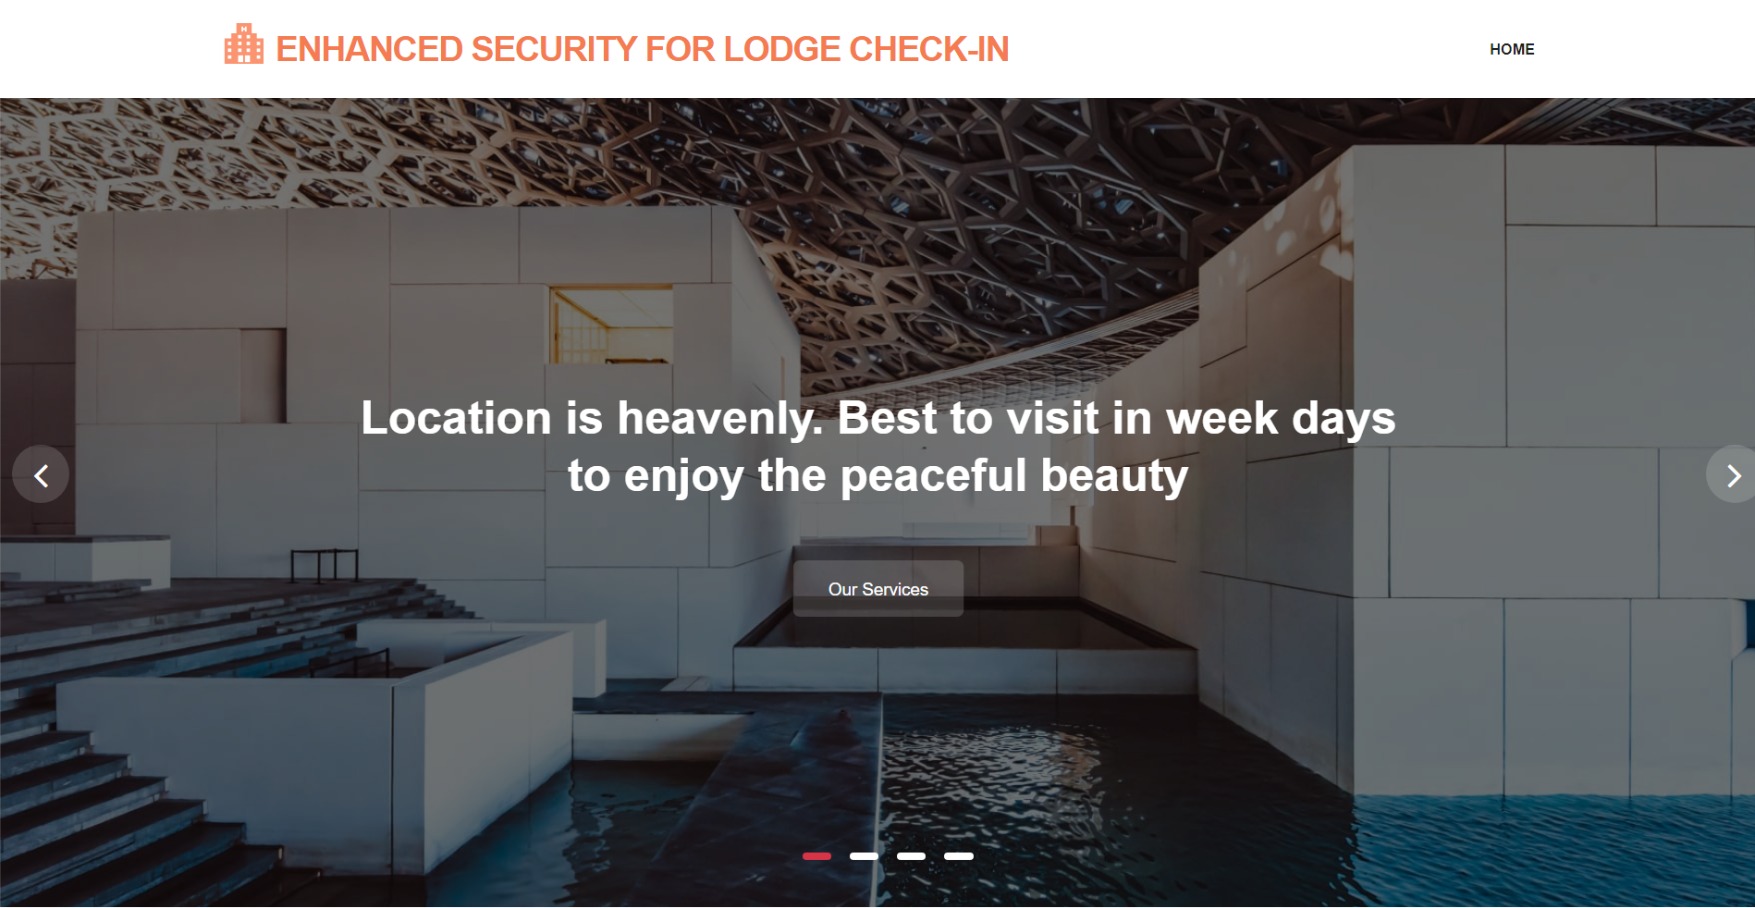 ENHANCED SECURITY FOR LODGE CHECK-IN
HOME
Location is heavenly. Best to visit in week days
to enjoy the peaceful beauty
Our Services